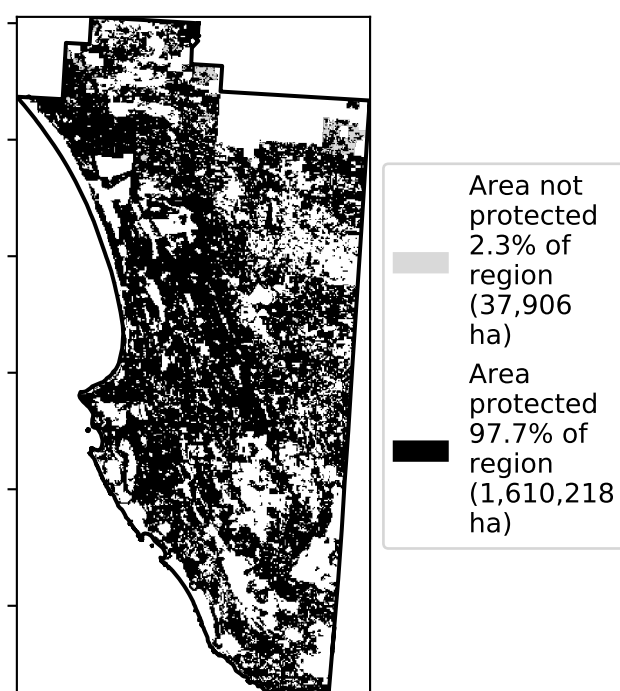 Area not
protected
2.3% of
region
(37,906
ha)
Area
protected
97.7% of
region
(1,610,218
ha)